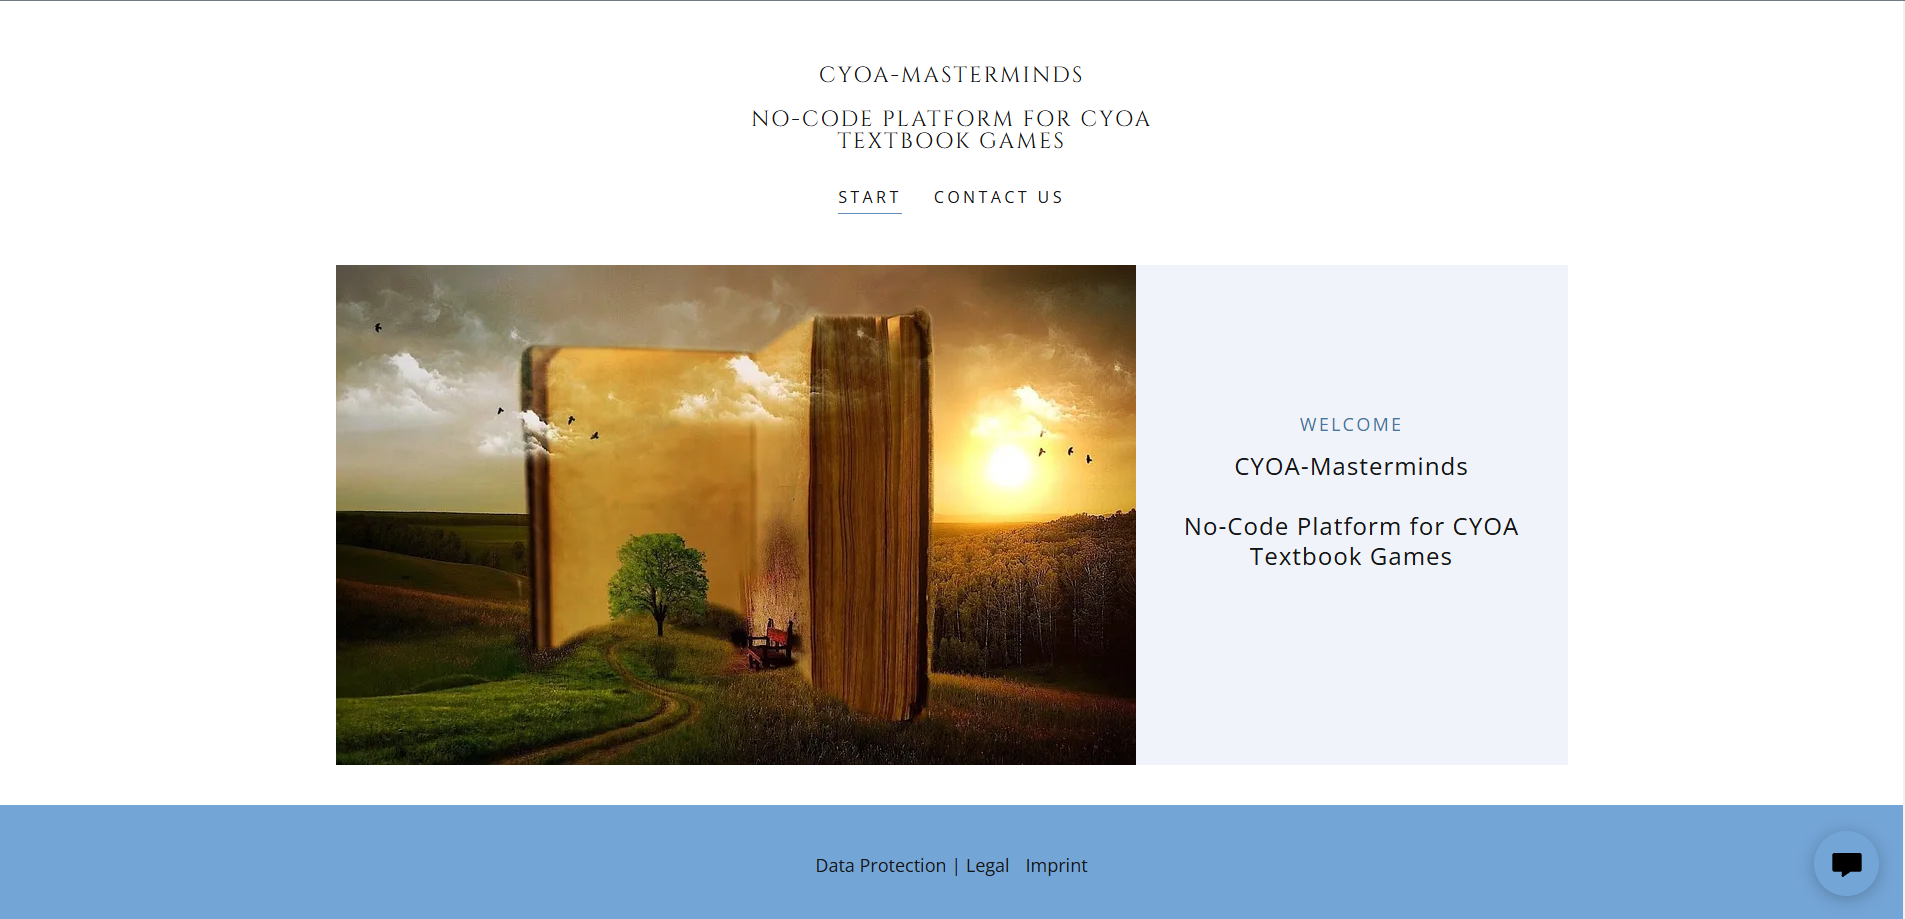 CYOA-MASTERMINDS
NO-CODE PLATFORM FOR CYOA
TEXTBOOK GAMES
START CONTACT US
WELCOME
CYOA-Masterminds
No-Code Platform for CYOA
Textbook Games
Data Protection | Legal Imprint